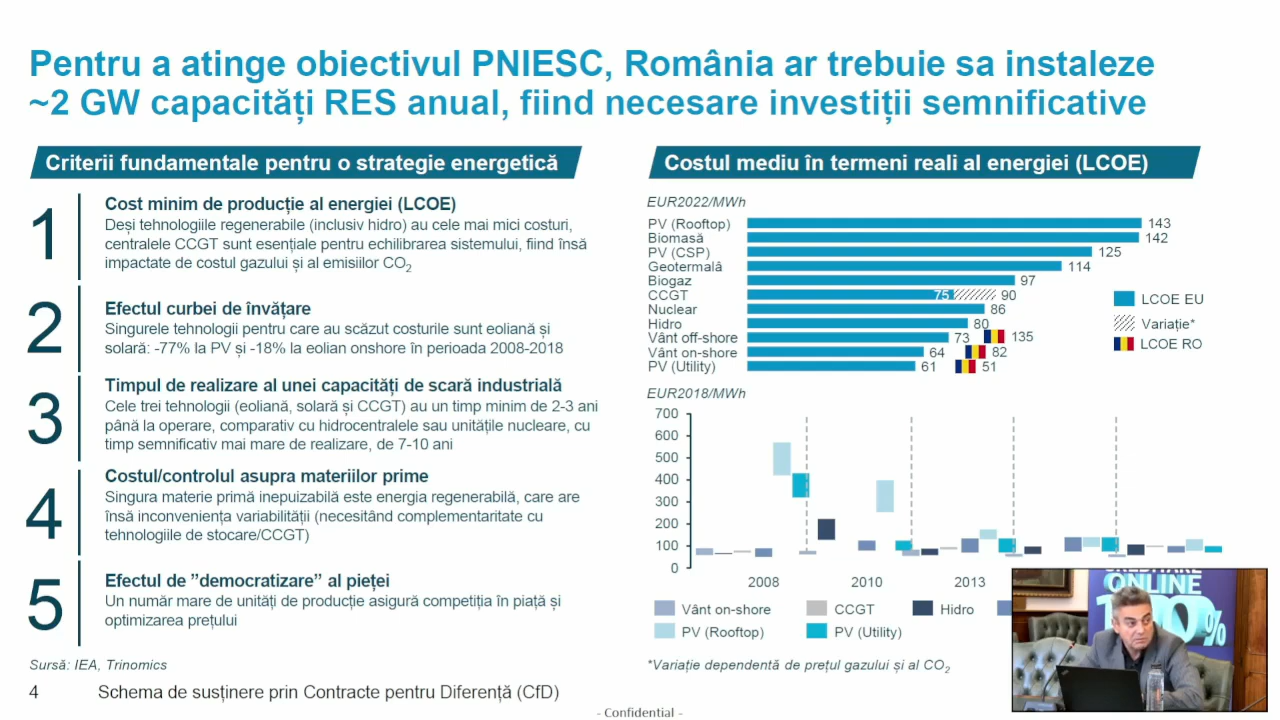 Pentru a atinge obiectivul PNIESC, România ar trebuie sa instaleze
~2 GW capacități RES anual, fiind necesare investiții semnificative
Criterii fundamentale pentru o strategie energetică
1
Cost minim de producție al energiei (LCOE)
Deși tehnologiile regenerabile (inclusiv hidro) au cele mai mici costuri,
centralele CCGT sunt esențiale pentru echilibrarea sistemului, fiind însă
impactate de costul gazului și al emisiilor CO2
2
Efectul curbei de învățare
Singurele tehnologii pentru care au scăzut costurile sunt eoliană și
solară: -77% la PV și -18% la eolian onshore în perioada 2008-2018
3
Timpul de realizare al unei capacități de scară industrială
Cele trei tehnologii (eoliană, solară și CCGT) au un timp minim de 2-3 ani
până la operare, comparativ cu hidrocentralele sau unitățile nucleare, cu
timp semnificativ mai mare de realizare, de 7-10 ani
4
Costul/controlul asupra materiilor prime
Singura materie primă inepuizabilă este energia regenerabilă, care are
însă inconveniența variabilității (necesitând complementaritate cu
tehnologiile de stocare/CCGT)
5
Efectul de ”democratizare” al pieței
Un număr mare de unități de producție asigură competiția în piață și
optimizarea prețului
Sursă: IEA, Trinomics
Costul mediu în termeni reali al energiei (LCOE)
EUR2022/MWh
PV (Rooftop) 143
Biomasă 142
PV (CSP) 125
Geotermală 114
Biogaz 97
CCGT 75 90
Nuclear 86
Hidro 80
Vânt off-shore 73 135
Vânt on-shore 64 82
PV (Utility) 61 51
LCOE EU
Variație*
LCOE RO
EUR2018/MWh
700
600
500
400
300
200
100
0
2008 2010 2013
Vânt on-shore CCGT Hidro
PV (Rooftop) PV (Utility)
*Variație dependentă de prețul gazului și al CO2
ONLINE
4 Schema de susținere prin Contracte pentru Diferență (CfD)
- Confidential -